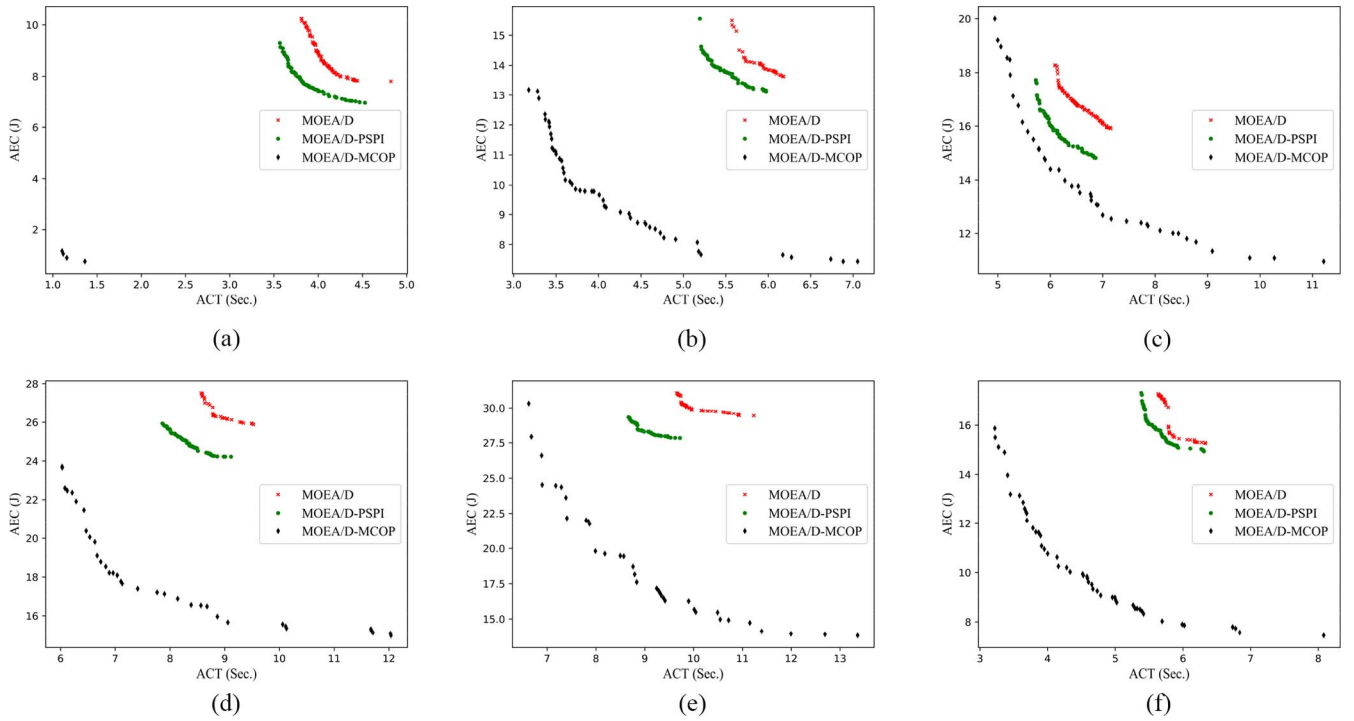 10
8
6
4
2
AEC (J)
MOEA/D
MOEA/D-PSPI
MOEA/D-MCOP
1.0 1.5 2.0 2.5 3.0 3.5 4.0 4.5 5.0
ACT (Sec.)
(a)
15
14
13
12
11
10
9
8
AEC (J)
MOEA/D
MOEA/D-PSPI
MOEA/D-MCOP
3.0 3.5 4.0 4.5 5.0 5.5 6.0 6.5 7.0
ACT (Sec.)
(b)
20
18
16
14
12
AEC (J)
MOEA/D
MOEA/D-PSPI
MOEA/D-MCOP
5 6 7 8 9 10 11
ACT (Sec.)
(c)
28
26
24
22
20
18
16
AEC (J)
MOEA/D
MOEA/D-PSPI
MOEA/D-MCOP
6 7 8 9 10 11 12
ACT (Sec.)
(d)
30.0
27.5
25.0
22.5
20.0
17.5
15.0
AEC (J)
MOEA/D
MOEA/D-PSPI
MOEA/D-MCOP
7 8 9 10 11 12 13
ACT (Sec.)
(e)
16
14
12
10
8
AEC (J)
MOEA/D
MOEA/D-PSPI
MOEA/D-MCOP
3 4 5 6 7 8
ACT (Sec.)
(f)